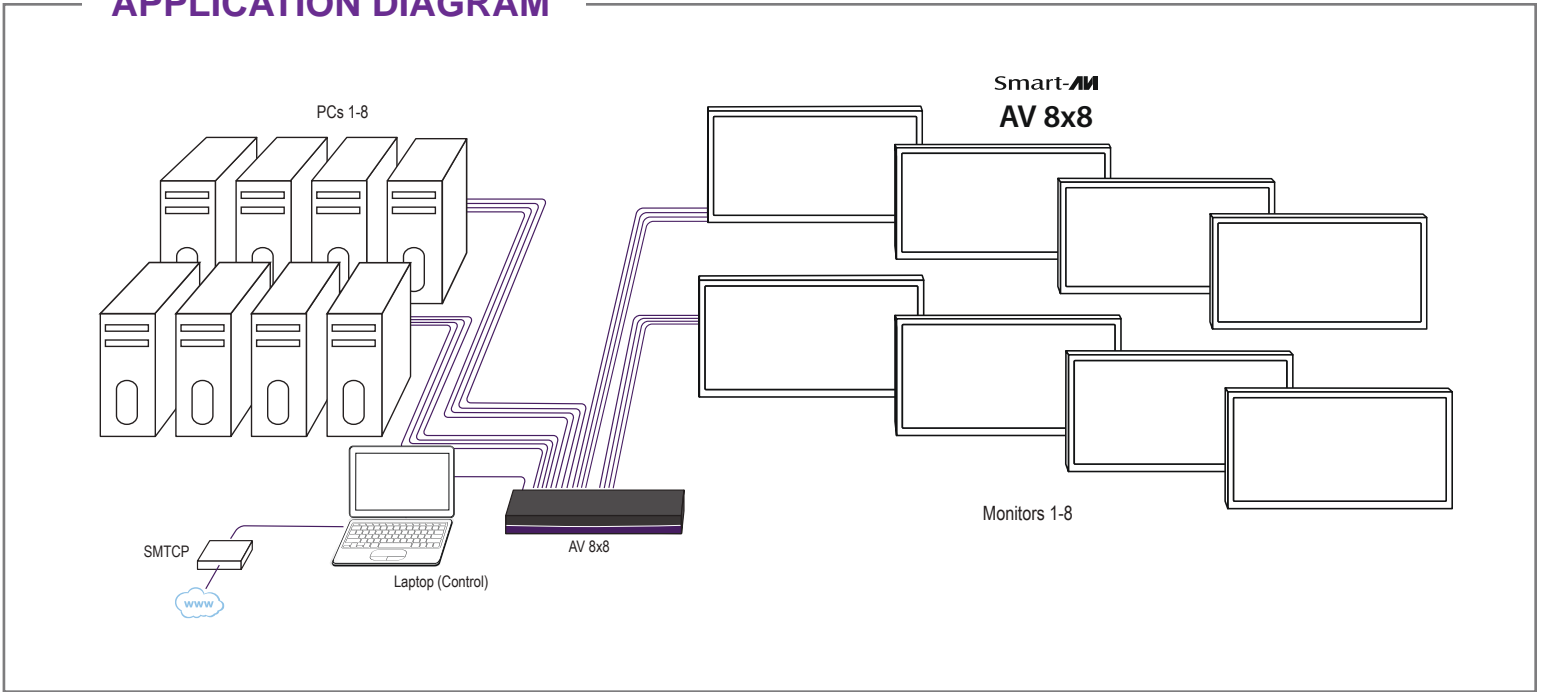 APPLICATION DIAGRAM
Smart-AVI
AV 8x8
PCs 1-8
Monitors 1-8
AV 8x8
SMTCP
Laptop (Control)
www